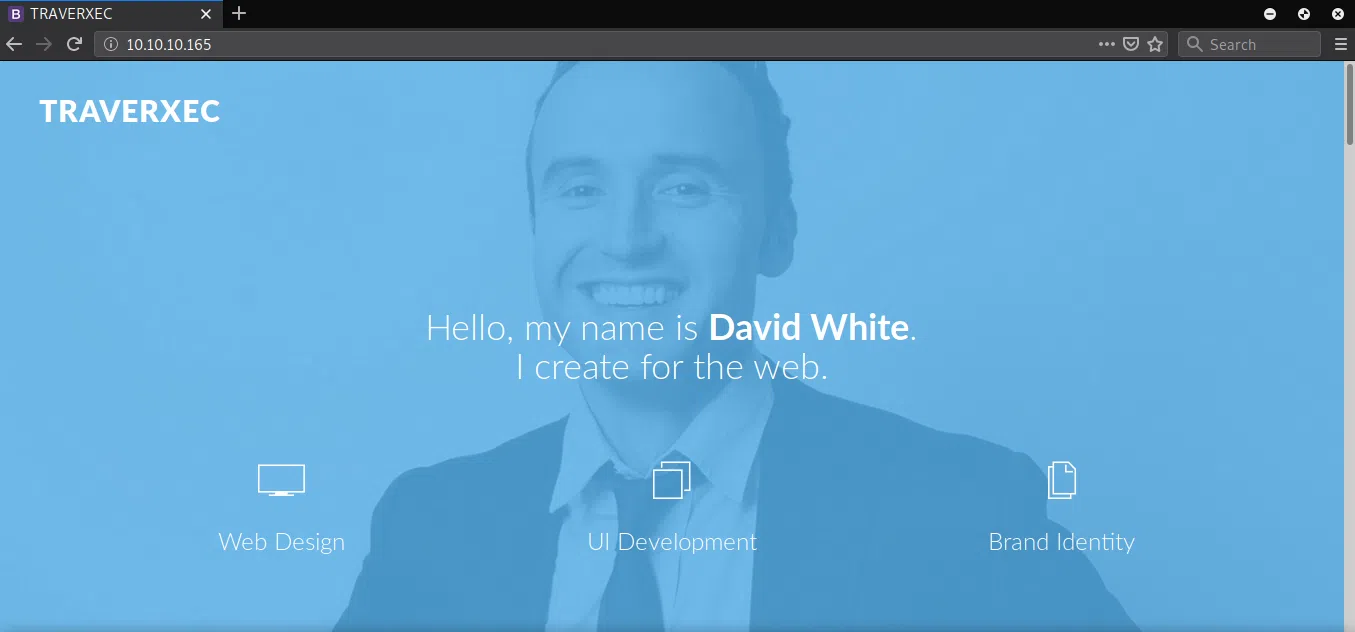 B TRAVERXEC
10.10.10.165
Search
TRAVERXEC
Hello, my name is David White.
I create for the web.
Web Design
UI Development
Brand Identity